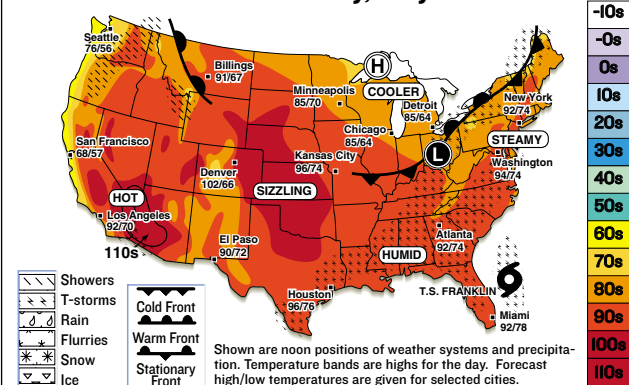 Seattle
76/56
Billings
91/67
Minneapolis
85/70
H
COOLER
Detroit
85/64
New York
92/74
Chicago
85/64
STEAMY
San Francisco
68/57
Denver
102/66
Kansas City
96/74
L
Washington
94/74
HOT
SIZZLING
Los Angeles
92/70
110s
El Paso
90/72
Atlanta
92/74
HUMID
Houston
96/76
T.S. FRANKLIN
Miami
92/78
Showers
T-storms
Rain
Flurries
Snow
Ice
Cold Front
Warm Front
Stationary
Front
Shown are noon positions of weather systems and precipita-
tion. Temperature bands are highs for the day. Forecast
high/low temperatures are given for selected cities.
-10s
-0s
0s
10s
20s
30s
40s
50s
60s
70s
80s
90s
100s
110s